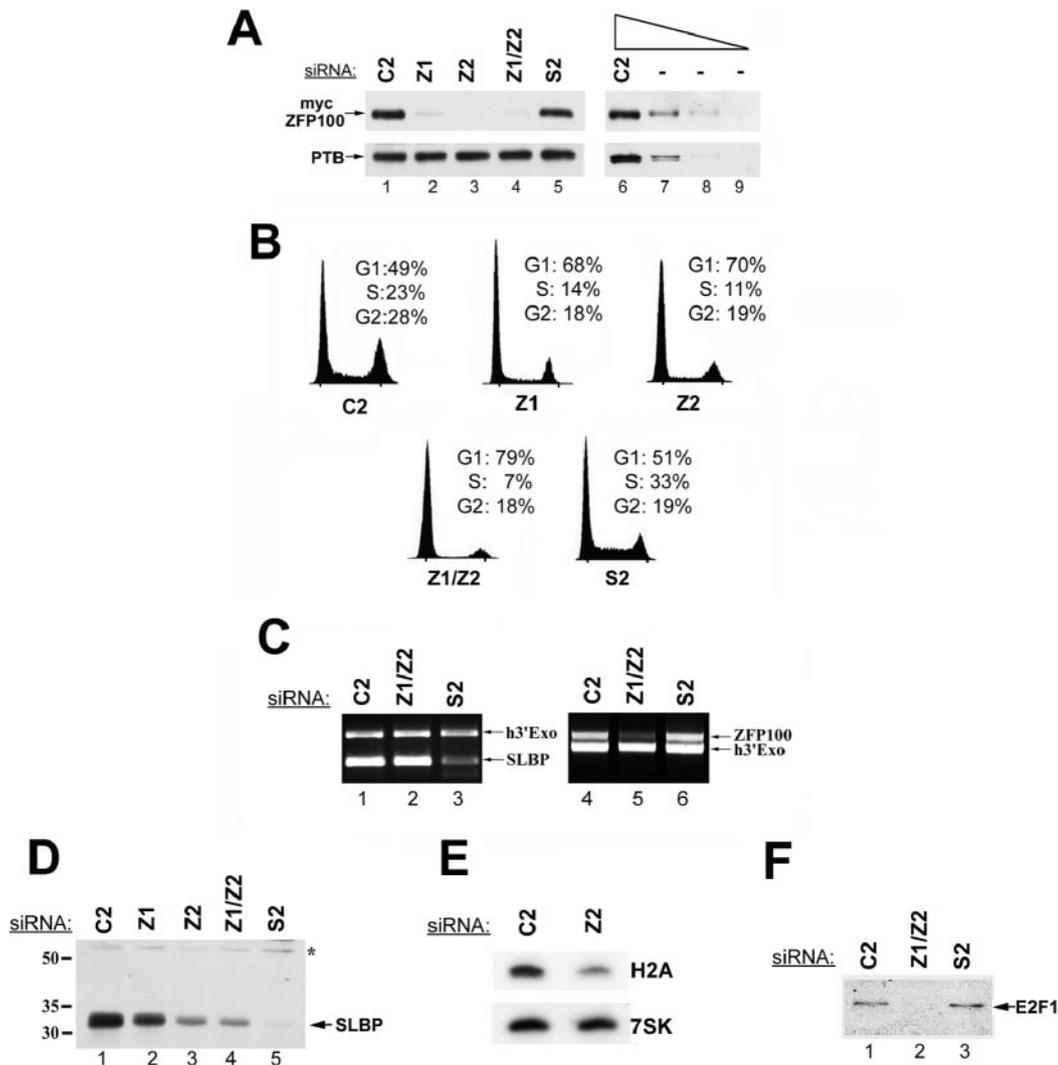 A
siRNA: C2 Z1 Z2 Z1/Z2 S2 C2 - - -
myc
ZFP100
PTB
1 2 3 4 5 6 7 8 9
B
G1:49%
S:23%
G2:28%
C2
G1: 68%
S: 14%
G2: 18%
Z1
G1: 70%
S: 11%
G2: 19%
Z2
G1: 79%
S: 7%
G2: 18%
Z1/Z2
G1: 51%
S: 33%
G2: 19%
S2
C
siRNA: C2 Z1/Z2 S2
h3'Exo
SLBP
1 2 3
C2 Z1/Z2 S2
ZFP100
h3'Exo
4 5 6
D
siRNA: C2 Z1 Z2 Z1/Z2 S2
50
*
35
30
SLBP
1 2 3 4 5
E
siRNA: C2 Z2
H2A
7SK
F
siRNA: C2 Z1/Z2 S2
E2F1
1 2 3